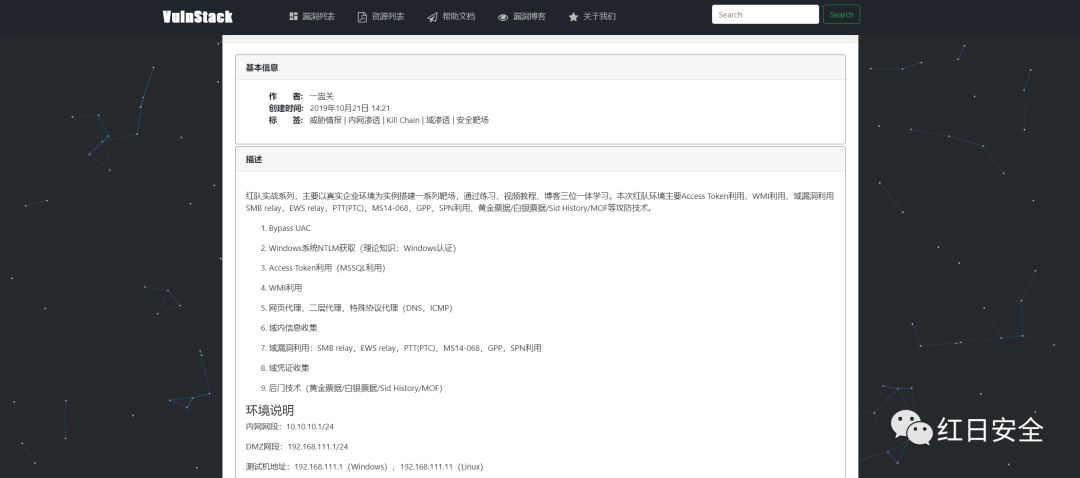 VulnStack 漏洞列表 资源列表 帮助文档 漏洞博客 关于我们 Search Search
基本信息
作 者: 一蛊关
创建时间: 2019年10月21日 14:21
标 签: 威胁情报 | 内网渗透 | Kill Chain | 域渗透 | 安全靶场
描述
红队实战系列，主要以真实企业环境为实例搭建一系列靶场，通过练习、视频教程、博客三位一体学习。本次红队环境主要Access Token利用、WMI利用、域漏洞利用
SMB relay，EWS relay，PTT(PTC)，MS14-068，GPP，SPN利用、黄金票据/白银票据/Sid History/MOF等攻防技术。
1. Bypass UAC
2. Windows系统NTLM获取（理论知识：Windows认证）
3. Access Token利用（MSSQL利用）
4. WMI利用
5. 网页代理，二层代理，特殊协议代理（DNS，ICMP）
6. 域内信息收集
7. 域漏洞利用：SMB relay，EWS relay，PTT(PTC)，MS14-068，GPP，SPN利用
8. 域凭证收集
9. 后门技术（黄金票据/白银票据/Sid History/MOF）
环境说明
内网网段：10.10.10.1/24
DMZ网段：192.168.111.1/24
测试机地址：192.168.111.1（Windows），192.168.111.11（Linux）
红日安全